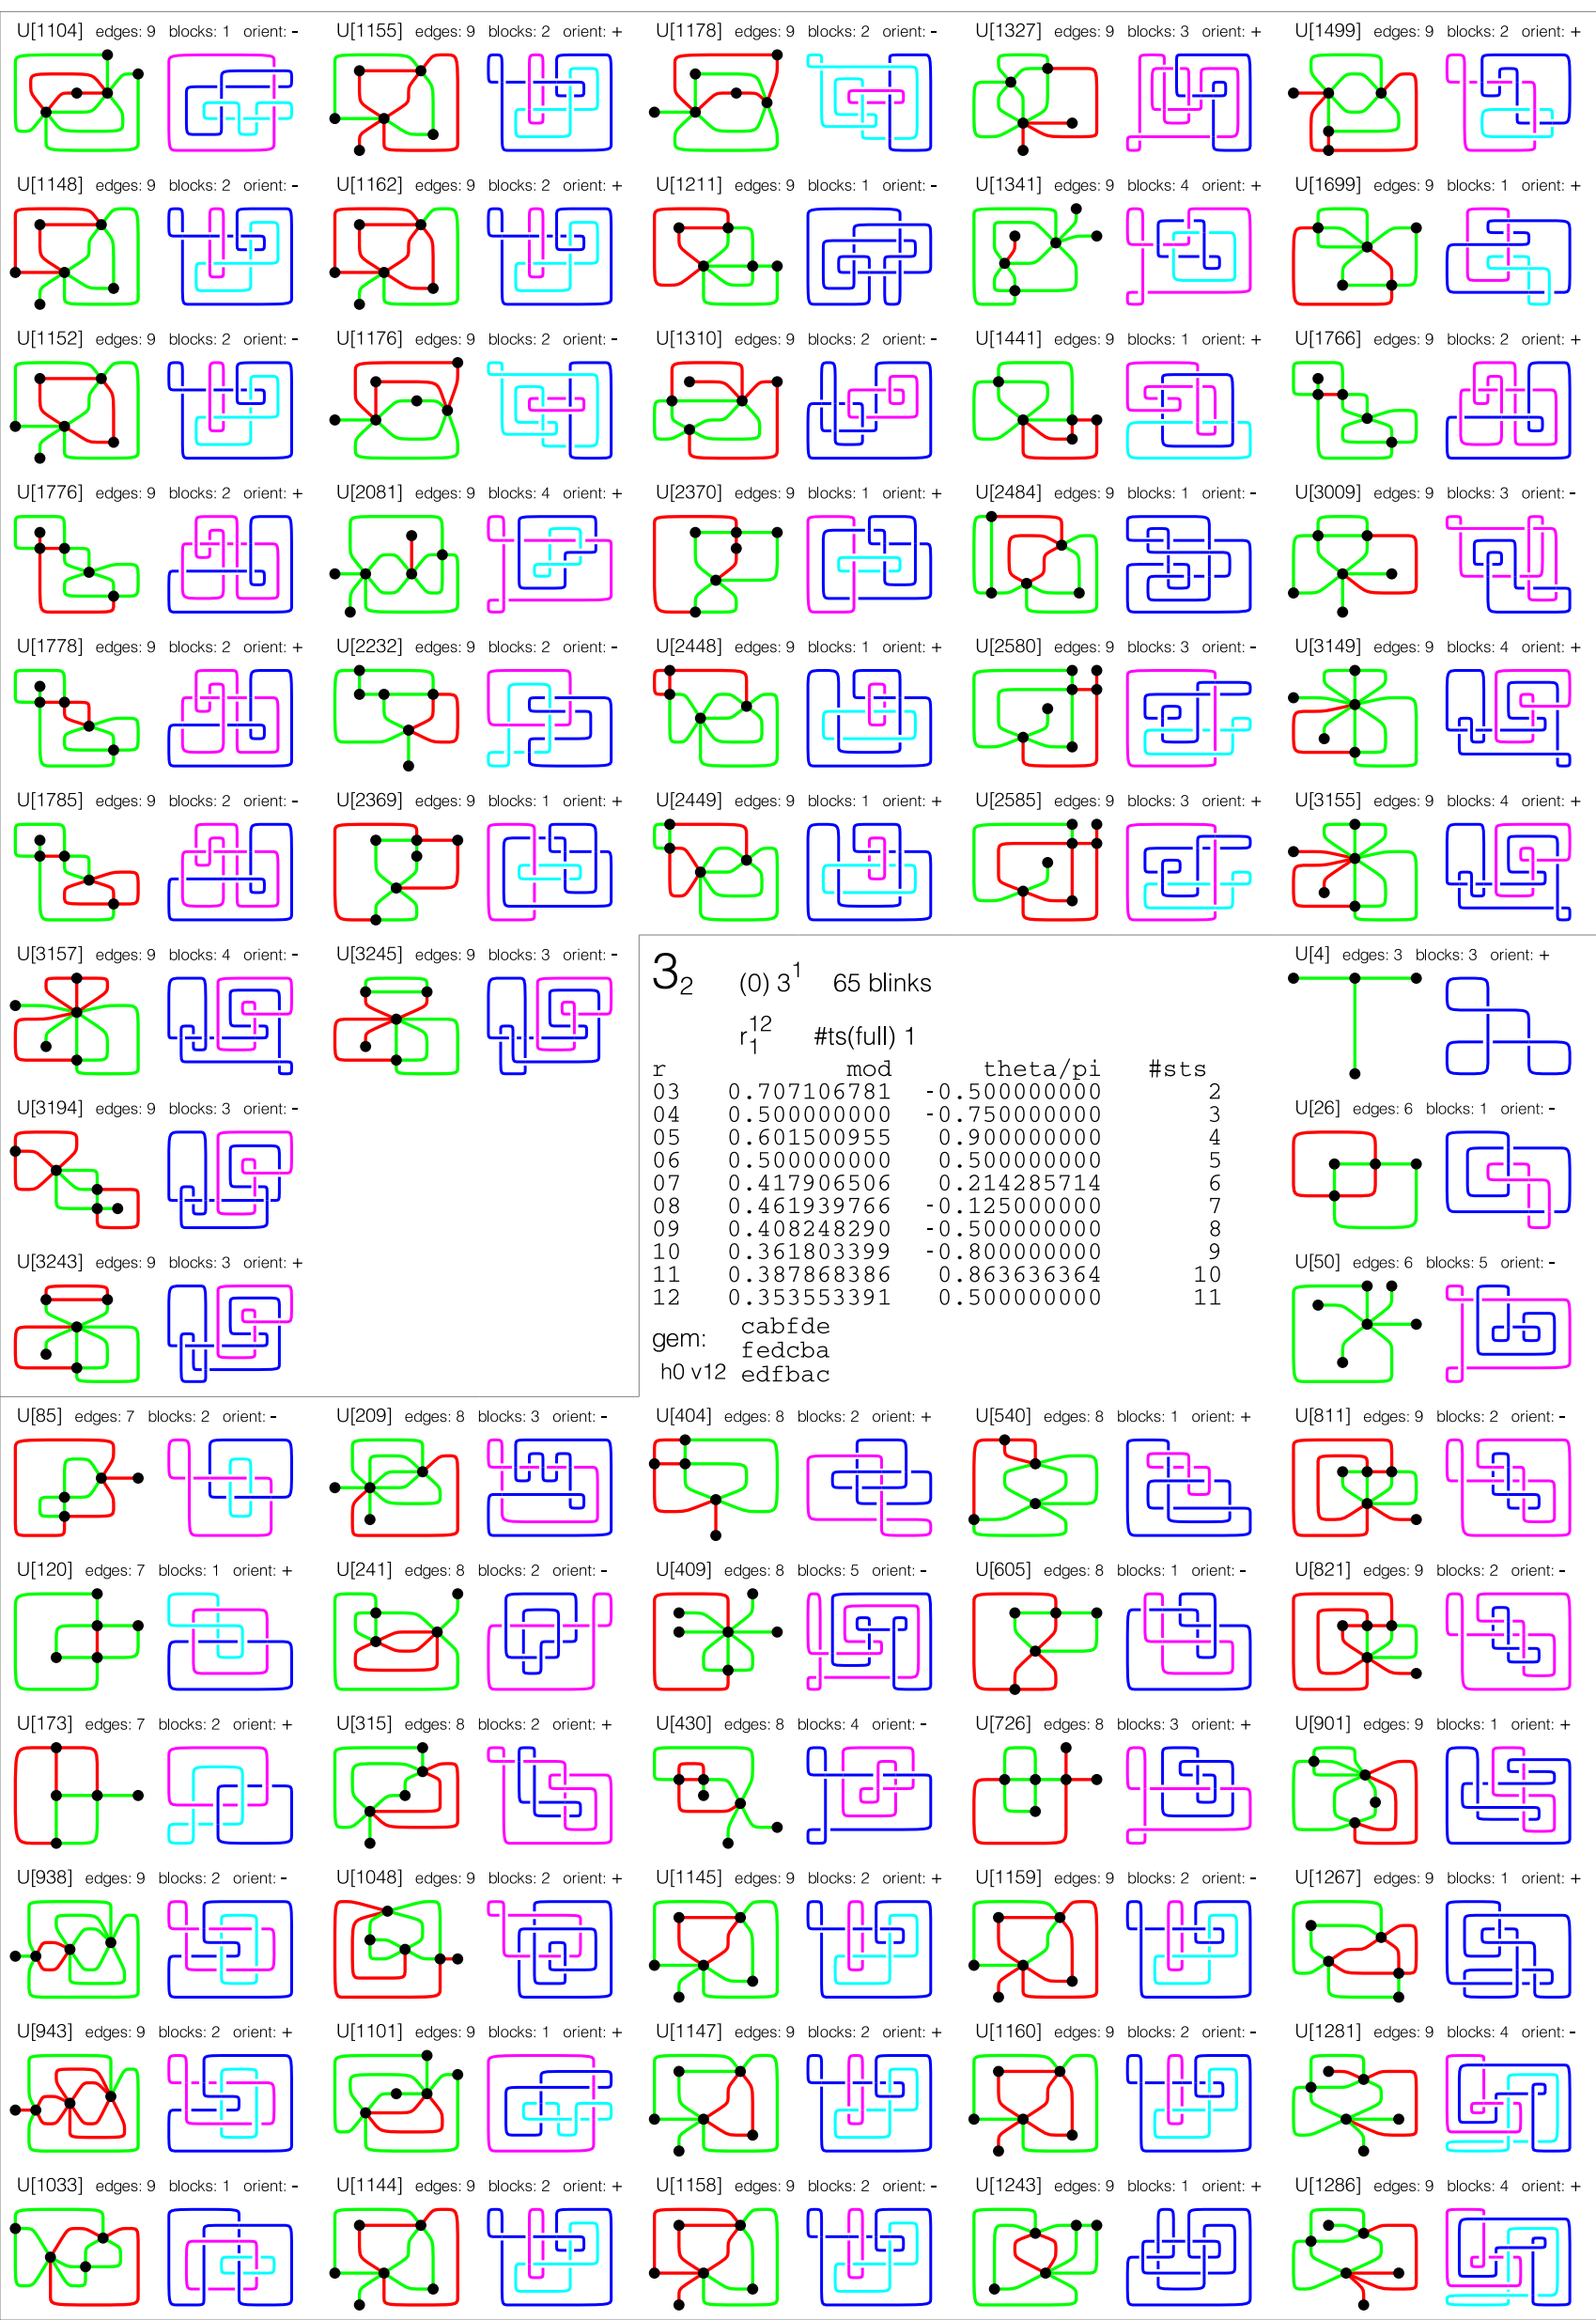 U[1104] edges: 9 blocks: 1 orient: -
U[1155] edges: 9 blocks: 2 orient: +
U[1178] edges: 9 blocks: 2 orient: -
U[1327] edges: 9 blocks: 3 orient: +
U[1499] edges: 9 blocks: 2 orient: +
U[1148] edges: 9 blocks: 2 orient: -
U[1162] edges: 9 blocks: 2 orient: +
U[1211] edges: 9 blocks: 1 orient: -
U[1341] edges: 9 blocks: 4 orient: +
U[1699] edges: 9 blocks: 1 orient: +
U[1152] edges: 9 blocks: 2 orient: -
U[1176] edges: 9 blocks: 2 orient: -
U[1310] edges: 9 blocks: 2 orient: -
U[1441] edges: 9 blocks: 1 orient: +
U[1766] edges: 9 blocks: 2 orient: +
U[1776] edges: 9 blocks: 2 orient: +
U[2081] edges: 9 blocks: 4 orient: +
U[2370] edges: 9 blocks: 1 orient: +
U[2484] edges: 9 blocks: 1 orient: -
U[3009] edges: 9 blocks: 3 orient: -
U[1778] edges: 9 blocks: 2 orient: +
U[2232] edges: 9 blocks: 2 orient: -
U[2448] edges: 9 blocks: 1 orient: +
U[2580] edges: 9 blocks: 3 orient: -
U[3149] edges: 9 blocks: 4 orient: +
U[1785] edges: 9 blocks: 2 orient: -
U[2369] edges: 9 blocks: 1 orient: +
U[2449] edges: 9 blocks: 1 orient: +
U[2585] edges: 9 blocks: 3 orient: +
U[3155] edges: 9 blocks: 4 orient: +
U[3157] edges: 9 blocks: 4 orient: -
U[3245] edges: 9 blocks: 3 orient: -
U[3194] edges: 9 blocks: 3 orient: -
U[3243] edges: 9 blocks: 3 orient: +
3₂ (0) 3¹ 65 blinks
r₁¹² #ts(full) 1
r mod theta/pi #sts
03 0.707106781 -0.500000000 2
04 0.500000000 -0.750000000 3
05 0.601500955 0.900000000 4
06 0.500000000 0.500000000 5
07 0.417906506 0.214285714 6
08 0.461939766 -0.125000000 7
09 0.408248290 -0.500000000 8
10 0.361803399 -0.800000000 9
11 0.387868386 0.863636364 10
12 0.353553391 0.500000000 11
gem: cabfde
fedcba
h0 v12 edfbac
U[4] edges: 3 blocks: 3 orient: +
U[26] edges: 6 blocks: 1 orient: -
U[50] edges: 6 blocks: 5 orient: -
U[85] edges: 7 blocks: 2 orient: -
U[209] edges: 8 blocks: 3 orient: -
U[404] edges: 8 blocks: 2 orient: +
U[540] edges: 8 blocks: 1 orient: +
U[811] edges: 9 blocks: 2 orient: -
U[120] edges: 7 blocks: 1 orient: +
U[241] edges: 8 blocks: 2 orient: -
U[409] edges: 8 blocks: 5 orient: -
U[605] edges: 8 blocks: 1 orient: -
U[821] edges: 9 blocks: 2 orient: -
U[173] edges: 7 blocks: 2 orient: +
U[315] edges: 8 blocks: 2 orient: +
U[430] edges: 8 blocks: 4 orient: -
U[726] edges: 8 blocks: 3 orient: +
U[901] edges: 9 blocks: 1 orient: +
U[938] edges: 9 blocks: 2 orient: -
U[1048] edges: 9 blocks: 2 orient: +
U[1145] edges: 9 blocks: 2 orient: +
U[1159] edges: 9 blocks: 2 orient: -
U[1267] edges: 9 blocks: 1 orient: +
U[943] edges: 9 blocks: 2 orient: +
U[1101] edges: 9 blocks: 1 orient: +
U[1147] edges: 9 blocks: 2 orient: +
U[1160] edges: 9 blocks: 2 orient: -
U[1281] edges: 9 blocks: 4 orient: -
U[1033] edges: 9 blocks: 1 orient: -
U[1144] edges: 9 blocks: 2 orient: +
U[1158] edges: 9 blocks: 2 orient: -
U[1243] edges: 9 blocks: 1 orient: +
U[1286] edges: 9 blocks: 4 orient: +